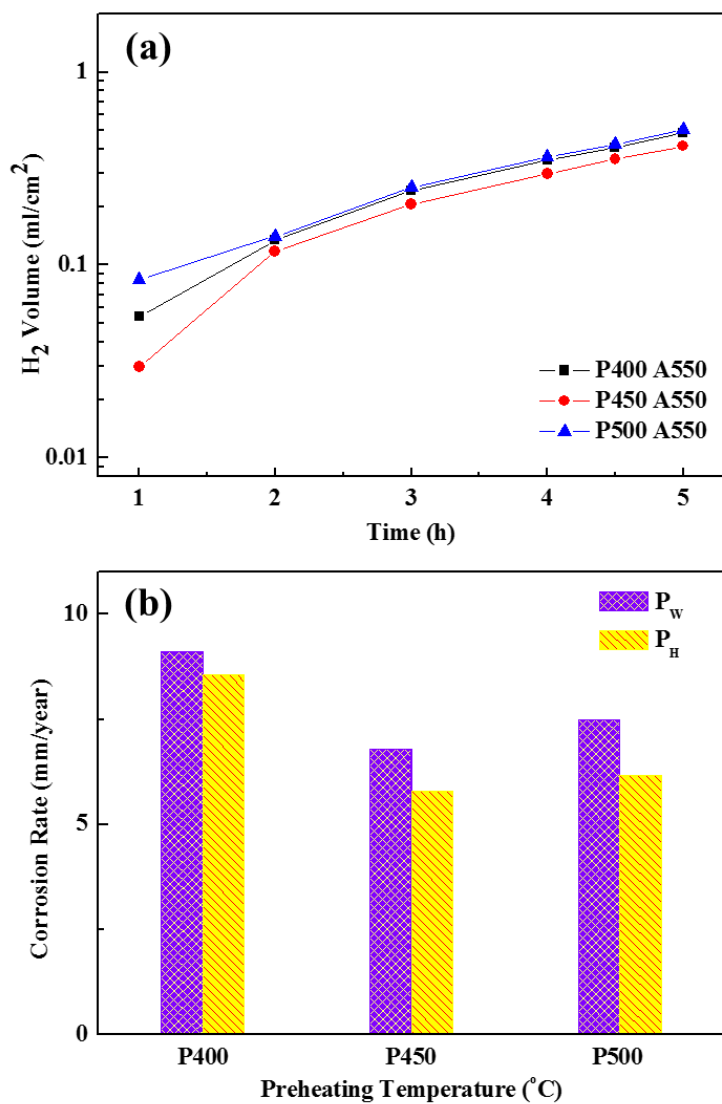 (a)
1
0.1
0.01
H2 Volume (ml/cm2)
P400 A550
P450 A550
P500 A550
1 2 3 4 5
Time (h)
(b)
10
5
0
Corrosion Rate (mm/year)
PW
PH
P400 P450 P500
Preheating Temperature (°C)